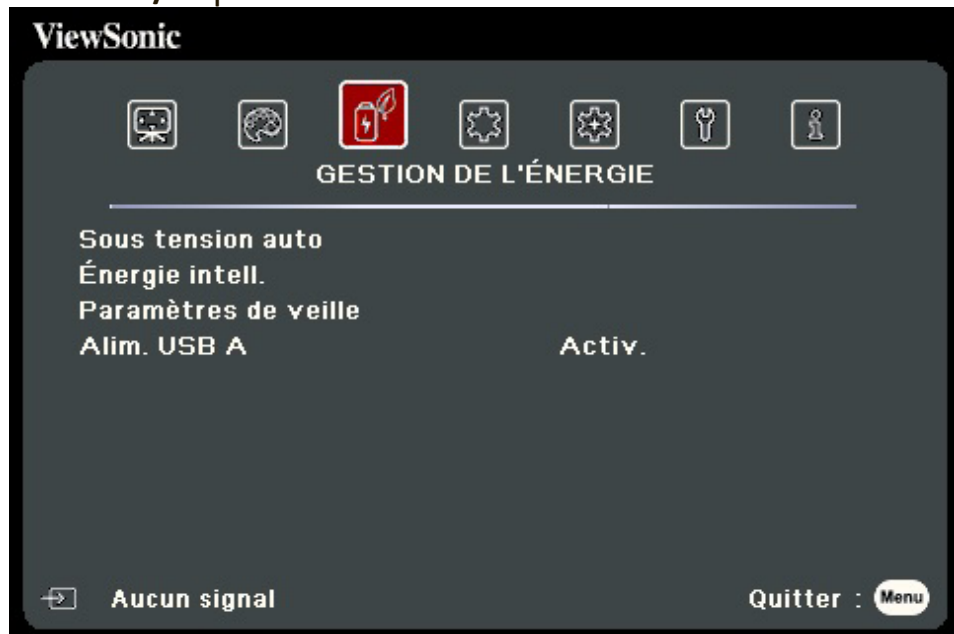 ViewSonic
GESTION DE L'ÉNERGIE
Sous tension auto
Énergie intell.
Paramètres de veille
Alim. USB A Activ.
Aucun signal Quitter : Menu